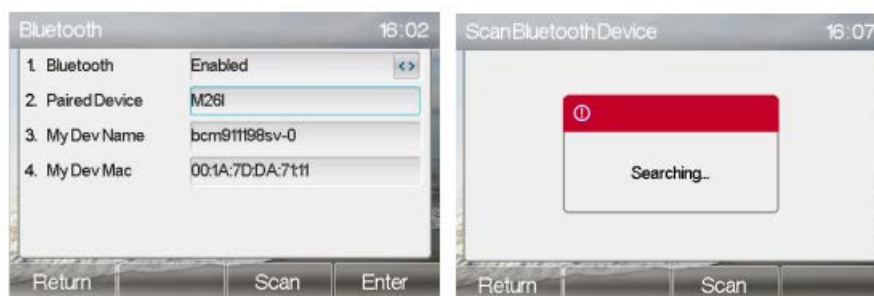 Bluetooth 16:02
1. Bluetooth Enabled <>
2. Paired Device M26I
3. My Dev Name bcm911198sv-0
4. My Dev Mac 00:1A:7D:DA:71:11
Return Scan Enter
Scan Bluetooth Device 16:07
Searching...
Return Scan